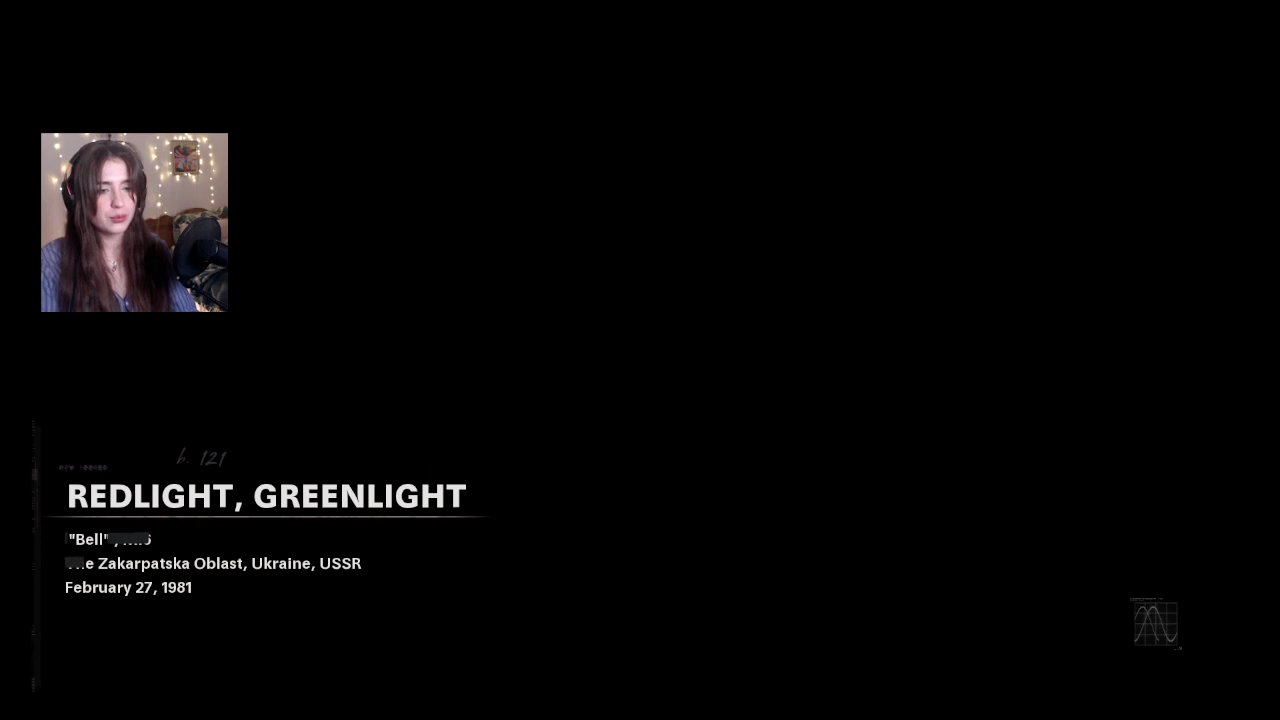 b. 121
REDLIGHT, GREENLIGHT
"Bell",
Zakarpatska Oblast, Ukraine, USSR
February 27, 1981